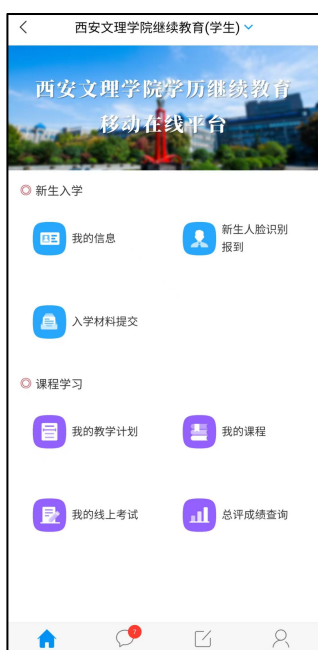 西安文理学院继续教育(学生)
西安文理学院学历继续教育
移动在线平台
新生入学
我的信息
新生人脸识别
报到
入学材料提交
课程学习
我的教学计划
我的课程
我的线上考试
总评成绩查询
7